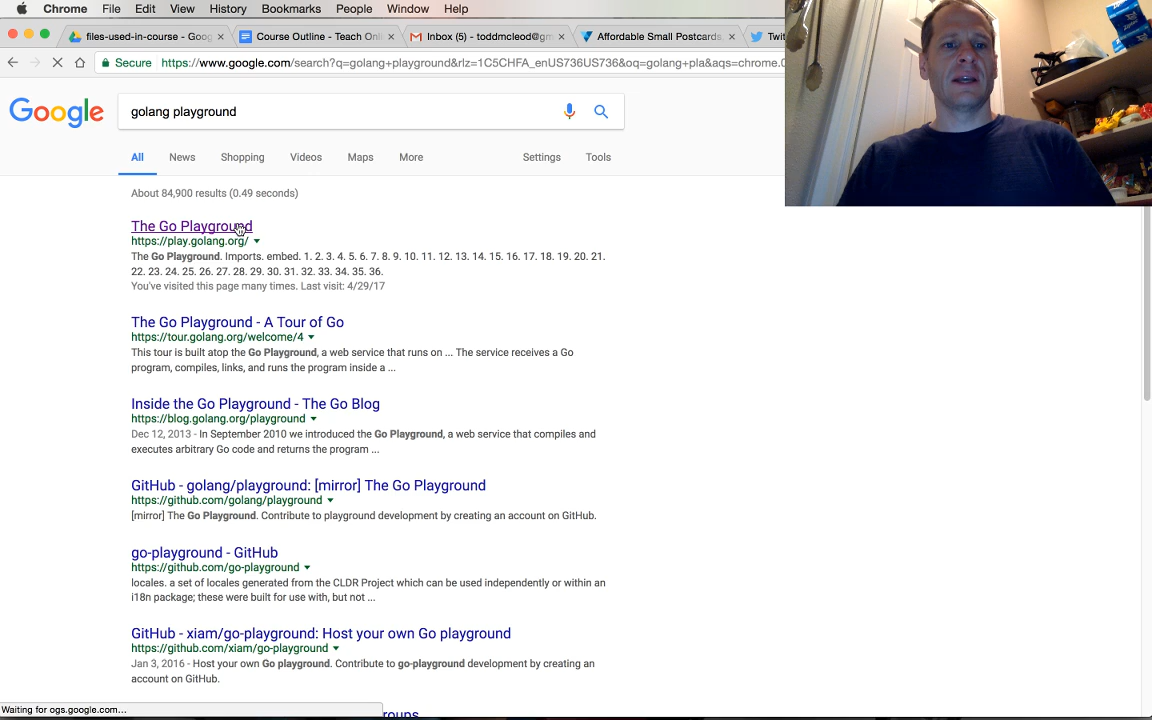 Chrome File Edit View History Bookmarks People Window Help
files-used-in-course - Goog
Course Outline - Teach Onli
Inbox (5) - toddmcleod@gm
Affordable Small Postcards,
Twit
Secure https://www.google.com/search?q=golang+playground&rlz=1C5CHFA_enUS736US736&oq=golang+pla&aqs=chrome.0
Google
golang playground
All News Shopping Videos Maps More Settings Tools
About 84,900 results (0.49 seconds)
The Go Playground
https://play.golang.org/
The Go Playground. Imports. embed. 1. 2. 3. 4. 5. 6. 7. 8. 9. 10. 11. 12. 13. 14. 15. 16. 17. 18. 19. 20. 21.
22. 23. 24. 25. 26. 27. 28. 29. 30. 31. 32. 33. 34. 35. 36.
You've visited this page many times. Last visit: 4/29/17
The Go Playground - A Tour of Go
https://tour.golang.org/welcome/4
This tour is built atop the Go Playground, a web service that runs on ... The service receives a Go
program, compiles, links, and runs the program inside a ...
Inside the Go Playground - The Go Blog
https://blog.golang.org/playground
Dec 12, 2013 - In September 2010 we introduced the Go Playground, a web service that compiles and
executes arbitrary Go code and returns the program ...
GitHub - golang/playground: [mirror] The Go Playground
https://github.com/golang/playground
[mirror] The Go Playground. Contribute to playground development by creating an account on GitHub.
go-playground - GitHub
https://github.com/go-playground
locales. a set of locales generated from the CLDR Project which can be used independently or within an
i18n package; these were built for use with, but not ...
GitHub - xiam/go-playground: Host your own Go playground
https://github.com/xiam/go-playground
Jan 3, 2016 - Host your own Go playground. Contribute to go-playground development by creating an
account on GitHub.
Waiting for ogs.google.com...